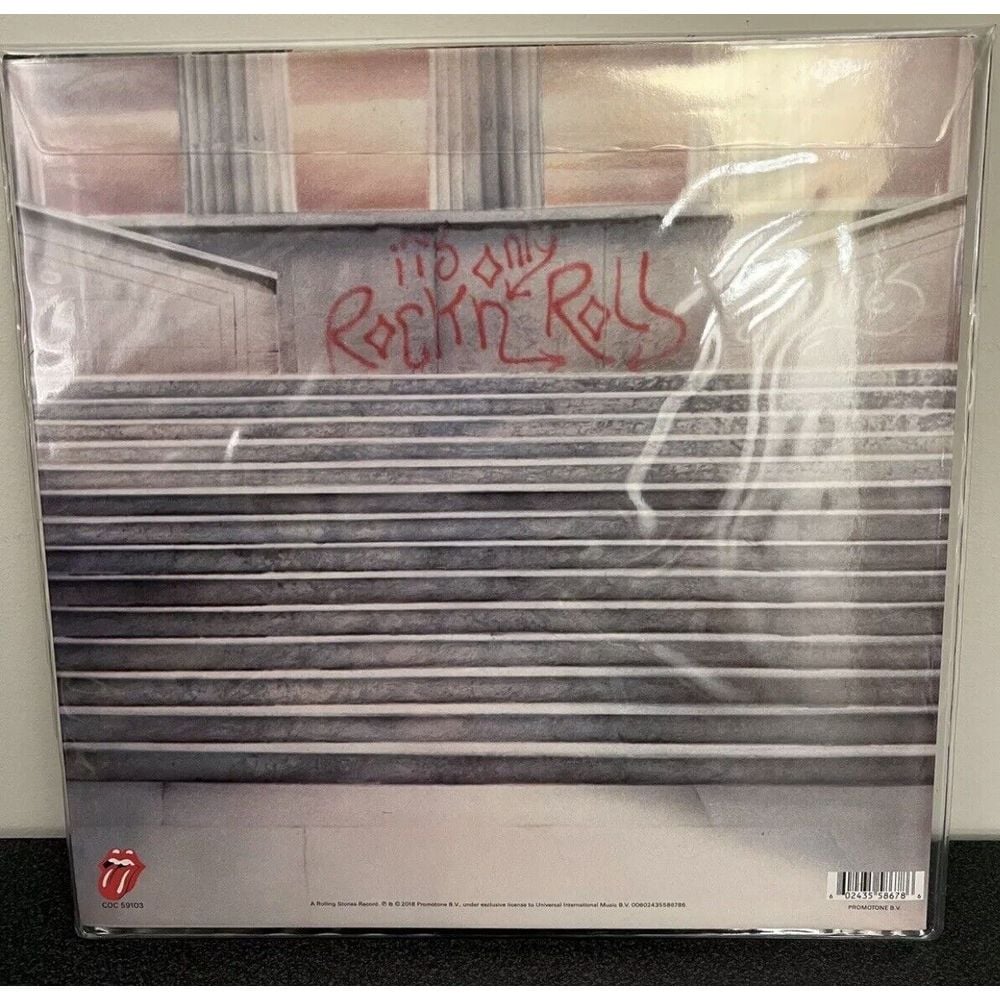 it's only
Rock n Roll
COC 59103
A Rolling Stones Record. ℗ & © 2018 Promotone B.V., under exclusive license to Universal International Music B.V. 00602435586786.
6 02435 58678 6
PROMOTONE B.V.